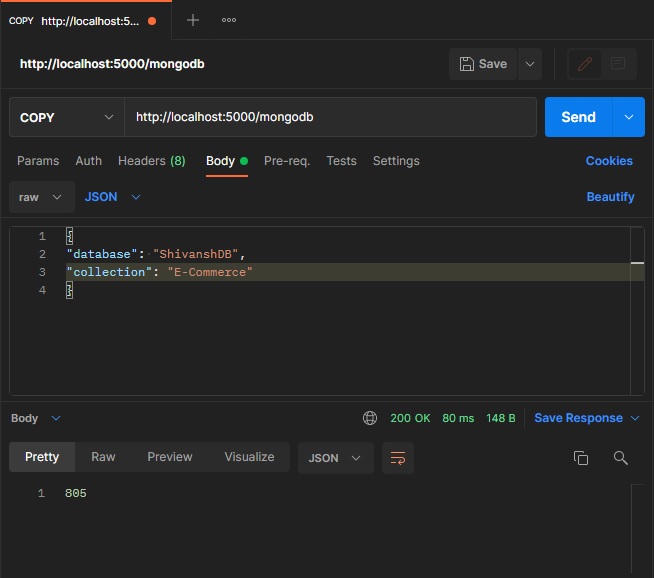 COPY http://localhost:5...
http://localhost:5000/mongodb
Save
COPY http://localhost:5000/mongodb Send
Params Auth Headers (8) Body Pre-req. Tests Settings Cookies
raw JSON Beautify
1 {
2 "database": "ShivanshDB",
3 "collection": "E-Commerce"
4 }
Body 200 OK 80 ms 148 B Save Response
Pretty Raw Preview Visualize JSON
1 805